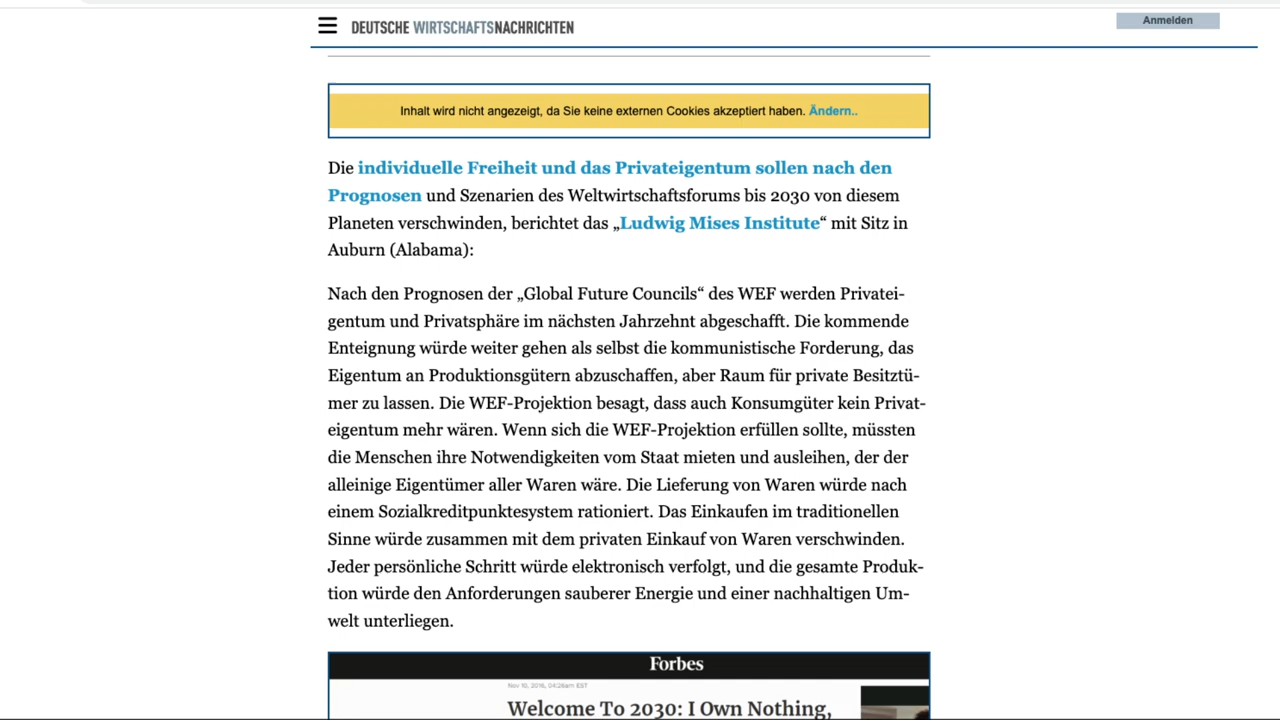 DEUTSCHE WIRTSCHAFTSNACHRICHTEN
Anmelden
Inhalt wird nicht angezeigt, da Sie keine externen Cookies akzeptiert haben. Ändern..
Die individuelle Freiheit und das Privateigentum sollen nach den
Prognosen und Szenarien des Weltwirtschaftsforums bis 2030 von diesem
Planeten verschwinden, berichtet das „Ludwig Mises Institute“ mit Sitz in
Auburn (Alabama):
Nach den Prognosen der „Global Future Councils“ des WEF werden Privatei-
gentum und Privatsphäre im nächsten Jahrzehnt abgeschafft. Die kommende
Enteignung würde weiter gehen als selbst die kommunistische Forderung, das
Eigentum an Produktionsgütern abzuschaffen, aber Raum für private Besitztü-
mer zu lassen. Die WEF-Projektion besagt, dass auch Konsumgüter kein Privat-
eigentum mehr wären. Wenn sich die WEF-Projektion erfüllen sollte, müssten
die Menschen ihre Notwendigkeiten vom Staat mieten und ausleihen, der der
alleinige Eigentümer aller Waren wäre. Die Lieferung von Waren würde nach
einem Sozialkreditpunktesystem rationiert. Das Einkaufen im traditionellen
Sinne würde zusammen mit dem privaten Einkauf von Waren verschwinden.
Jeder persönliche Schritt würde elektronisch verfolgt, und die gesamte Produk-
tion würde den Anforderungen sauberer Energie und einer nachhaltigen Um-
welt unterliegen.
Forbes
Nov 10, 2016, 04:26am EST
Welcome To 2030: I Own Nothing,